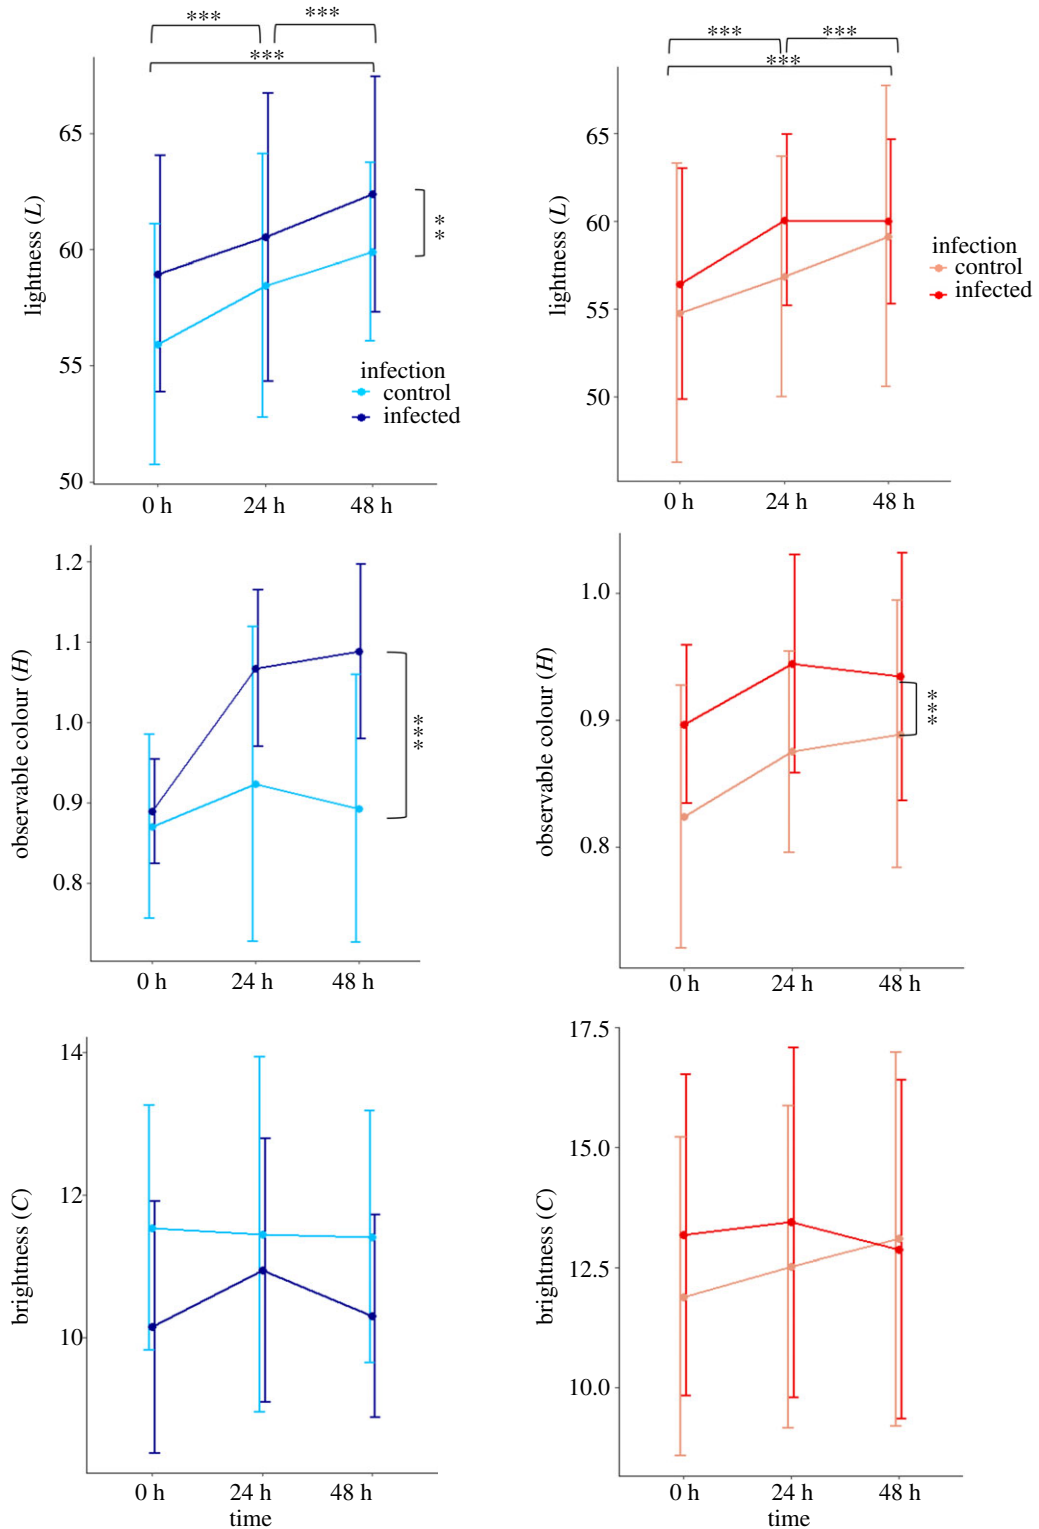 *** ***
***
65
60
55
50
lightness (L)
**
infection
control
infected
0 h 24 h 48 h
*** ***
***
65
60
55
50
lightness (L)
infection
control
infected
0 h 24 h 48 h
1.2
1.1
1.0
0.9
0.8
observable colour (H)
***
0 h 24 h 48 h
1.0
0.9
0.8
observable colour (H)
***
0 h 24 h 48 h
14
12
10
brightness (C)
0 h 24 h 48 h
time
17.5
15.0
12.5
10.0
brightness (C)
0 h 24 h 48 h
time